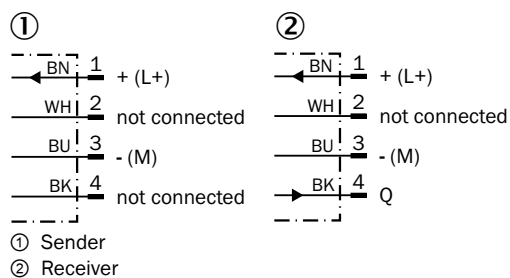 ① ②
BN 1 + (L+)
WH 2 not connected
BU 3 - (M)
BK 4 not connected
BN 1 + (L+)
WH 2 not connected
BU 3 - (M)
BK 4 Q
① Sender
② Receiver